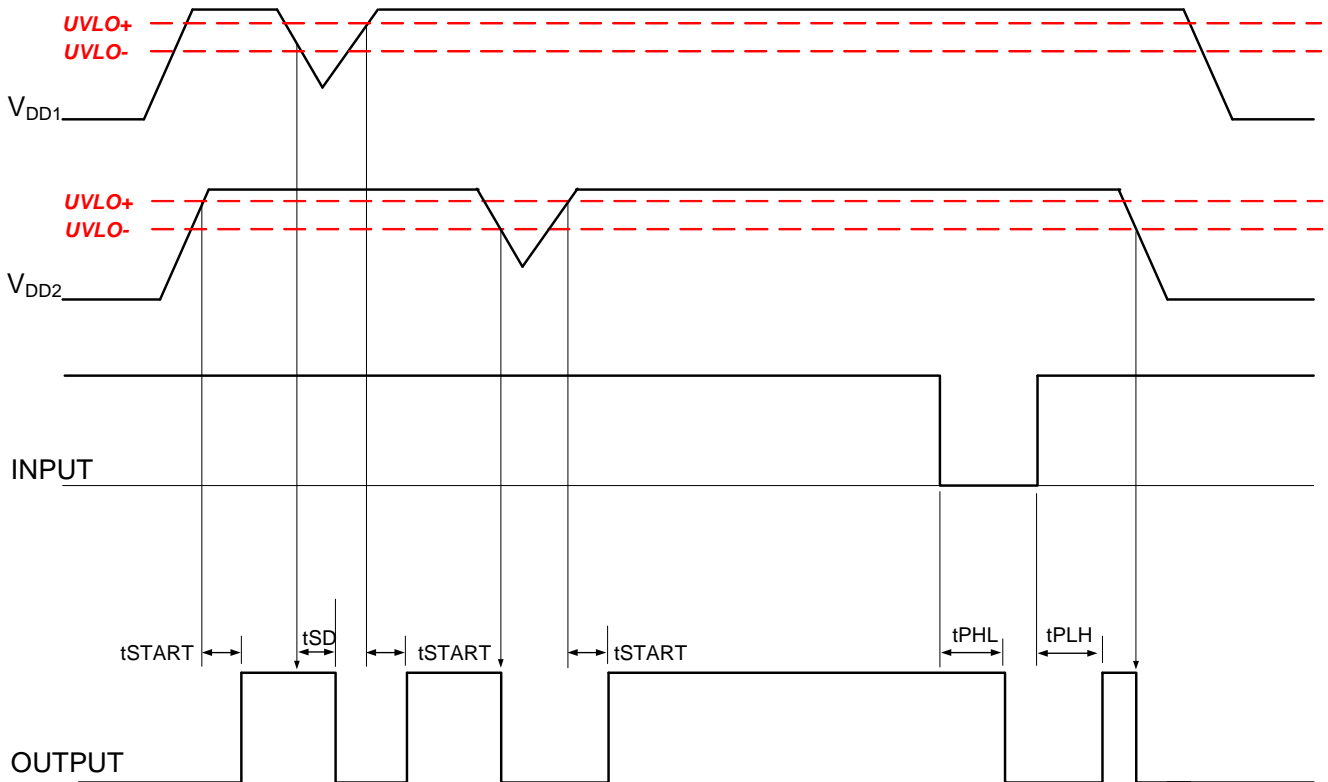 UVLO+
UVLO-
VDD1
UVLO+
UVLO-
VDD2
INPUT
tSTART
tSD
tSTART
tSTART
tPHL
tPLH
OUTPUT